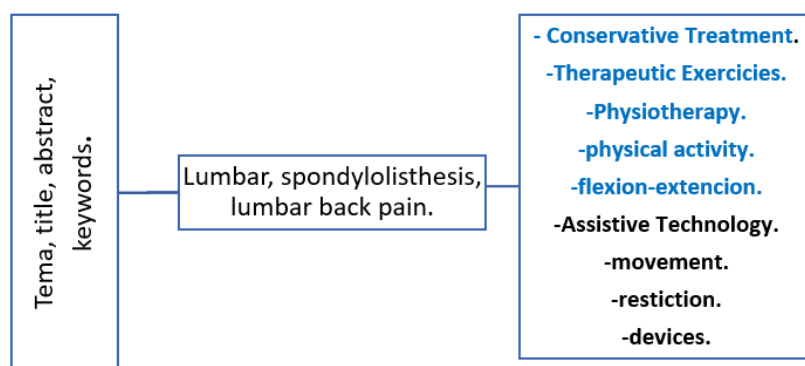 Tema, title, abstract,
keywords.
Lumbar, spondylolisthesis,
lumbar back pain.
- Conservative Treatment.
-Therapeutic Exercicies.
-Physiotherapy.
-physical activity.
-flexion-extencion.
-Assistive Technology.
-movement.
-restiction.
-devices.